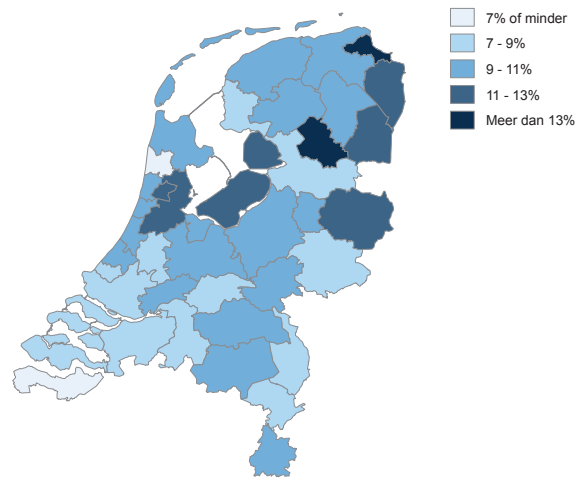 7% of minder
7 - 9%
9 - 11%
11 - 13%
Meer dan 13%